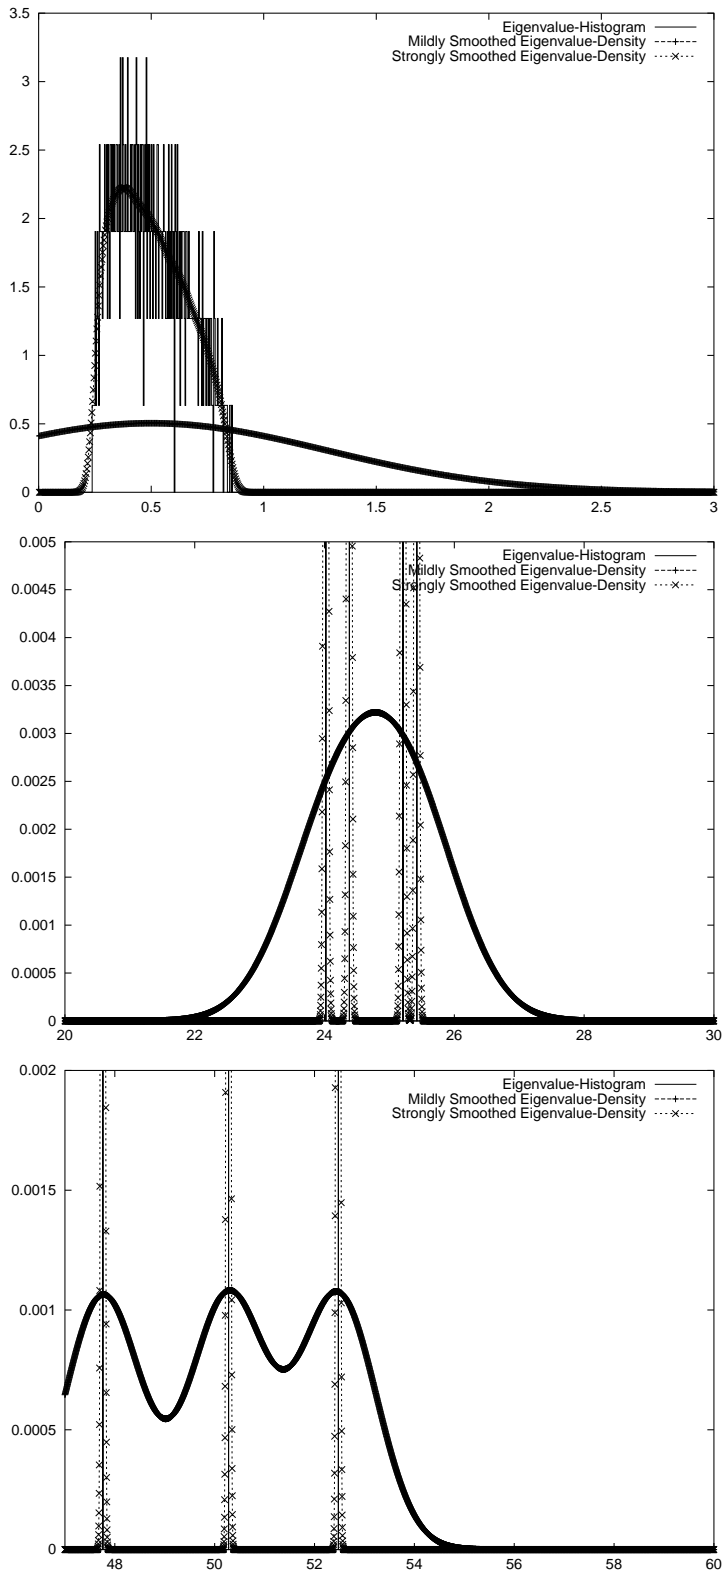 3.5
Eigenvalue-Histogram
Mildly Smoothed Eigenvalue-Density
Strongly Smoothed Eigenvalue-Density
3
2.5
2
1.5
1
0.5
0
0 0.5 1 1.5 2 2.5 3
0.005
Eigenvalue-Histogram
Mildly Smoothed Eigenvalue-Density
Strongly Smoothed Eigenvalue-Density
0.0045
0.004
0.0035
0.003
0.0025
0.002
0.0015
0.001
0.0005
0
20 22 24 26 28 30
0.002
Eigenvalue-Histogram
Mildly Smoothed Eigenvalue-Density
Strongly Smoothed Eigenvalue-Density
0.0015
0.001
0.0005
0
48 50 52 54 56 58 60